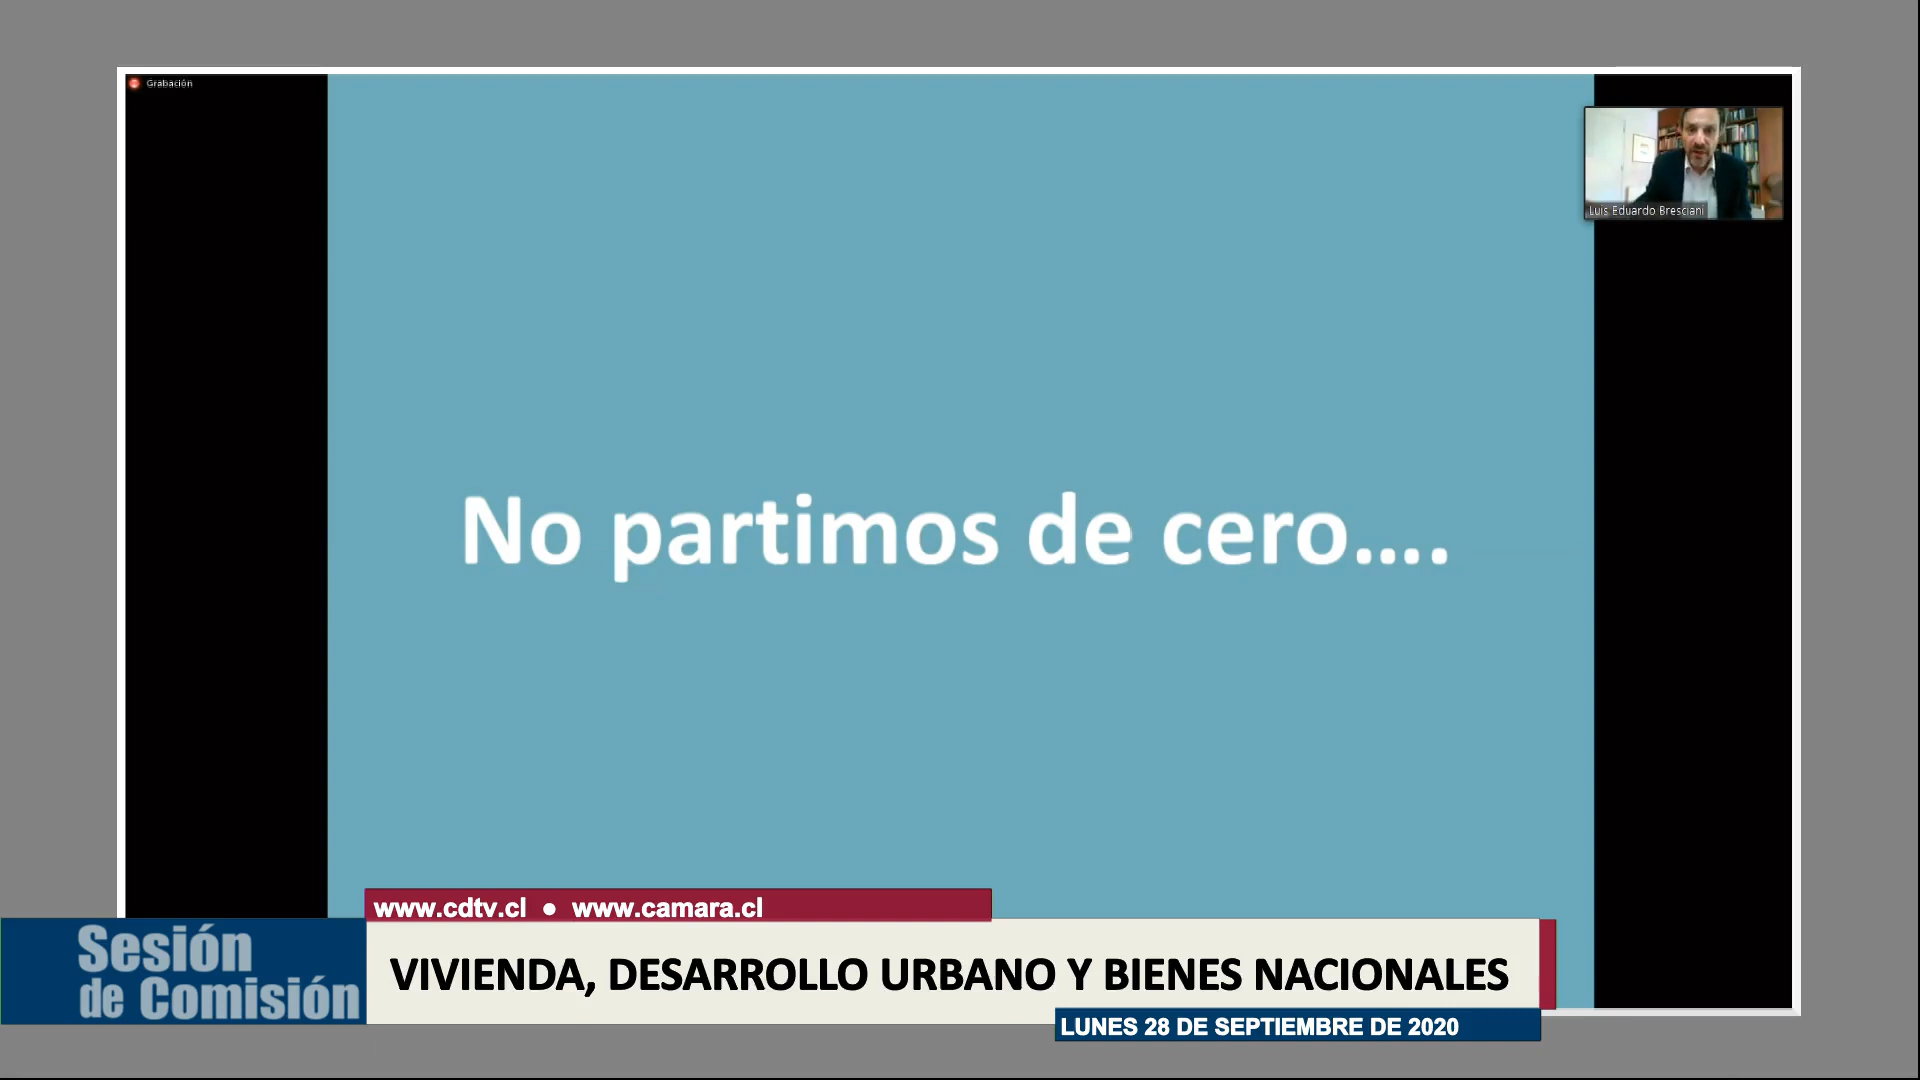 Grabación
Luis Eduardo Bresciani
No partimos de cero....
www.cdtv.cl ● www.camara.cl
Sesión
de Comisión
VIVIENDA, DESARROLLO URBANO Y BIENES NACIONALES
LUNES 28 DE SEPTIEMBRE DE 2020